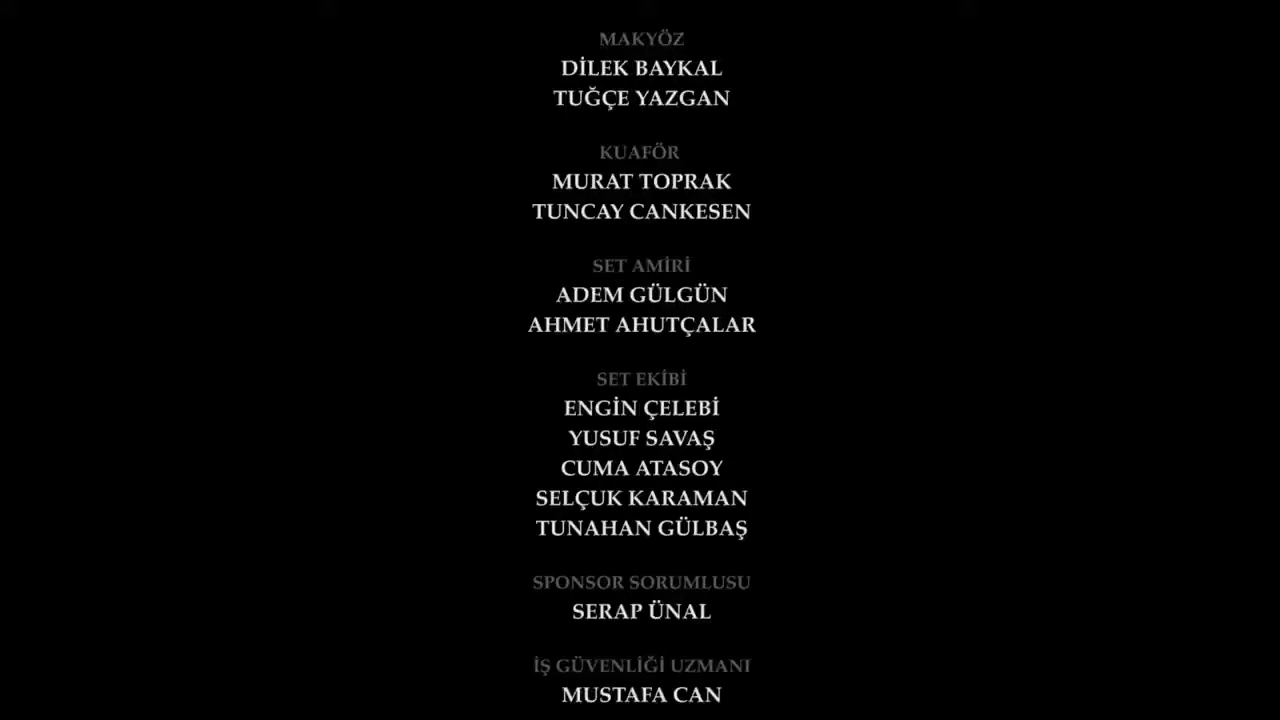 MAKYÖZ
DİLEK BAYKAL
TUĞÇE YAZGAN
KUAFÖR
MURAT TOPRAK
TUNCAY CANKESEN
SET AMİRİ
ADEM GÜLGÜN
AHMET AHUTÇALAR
SET EKİBİ
ENGİN ÇELEBİ
YUSUF SAVAŞ
CUMA ATASOY
SELÇUK KARAMAN
TUNAHAN GÜLBAŞ
SPONSOR SORUMLUSU
SERAP ÜNAL
İŞ GÜVENLİĞİ UZMANI
MUSTAFA CAN